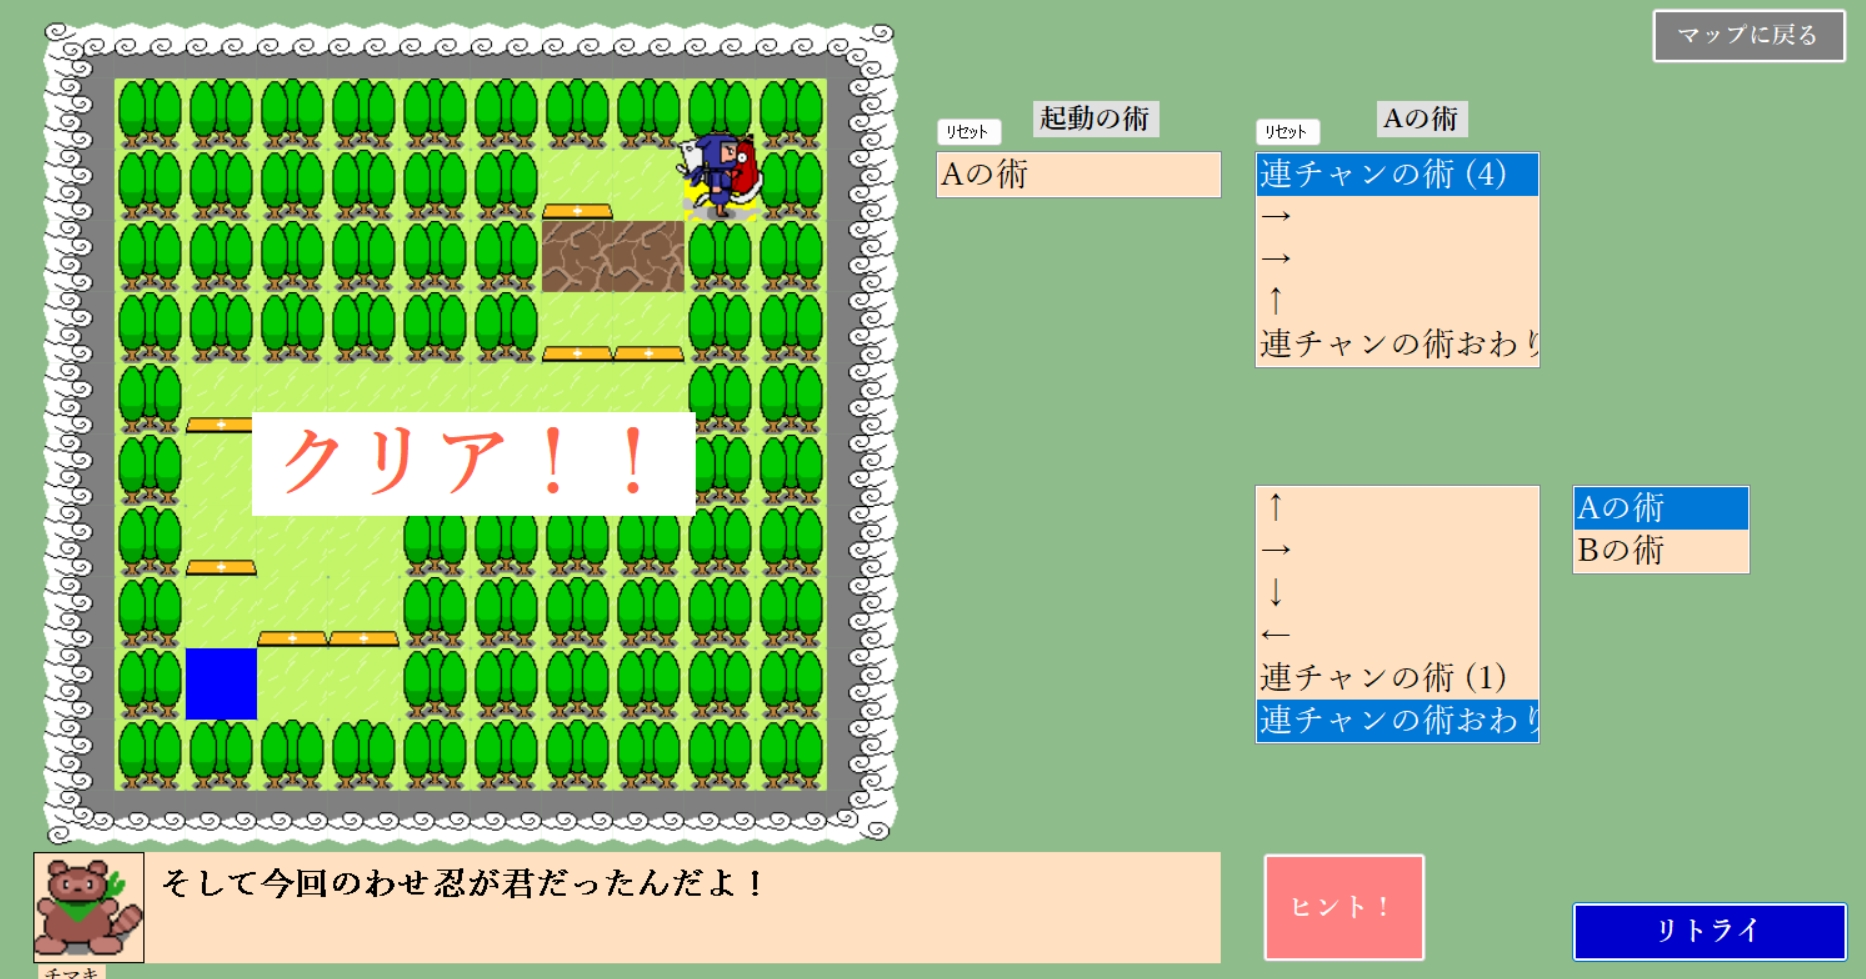 マップに戻る
リセット
起動の術
リセット
Aの術
Aの術
連チャンの術 (4)
→
→
↑
連チャンの術おわり
クリア！！
↑
→
↓
←
連チャンの術 (1)
連チャンの術おわり
Aの術
Bの術
そして今回のわせ忍が君だったんだよ！
チマキ
ヒント！
リトライ